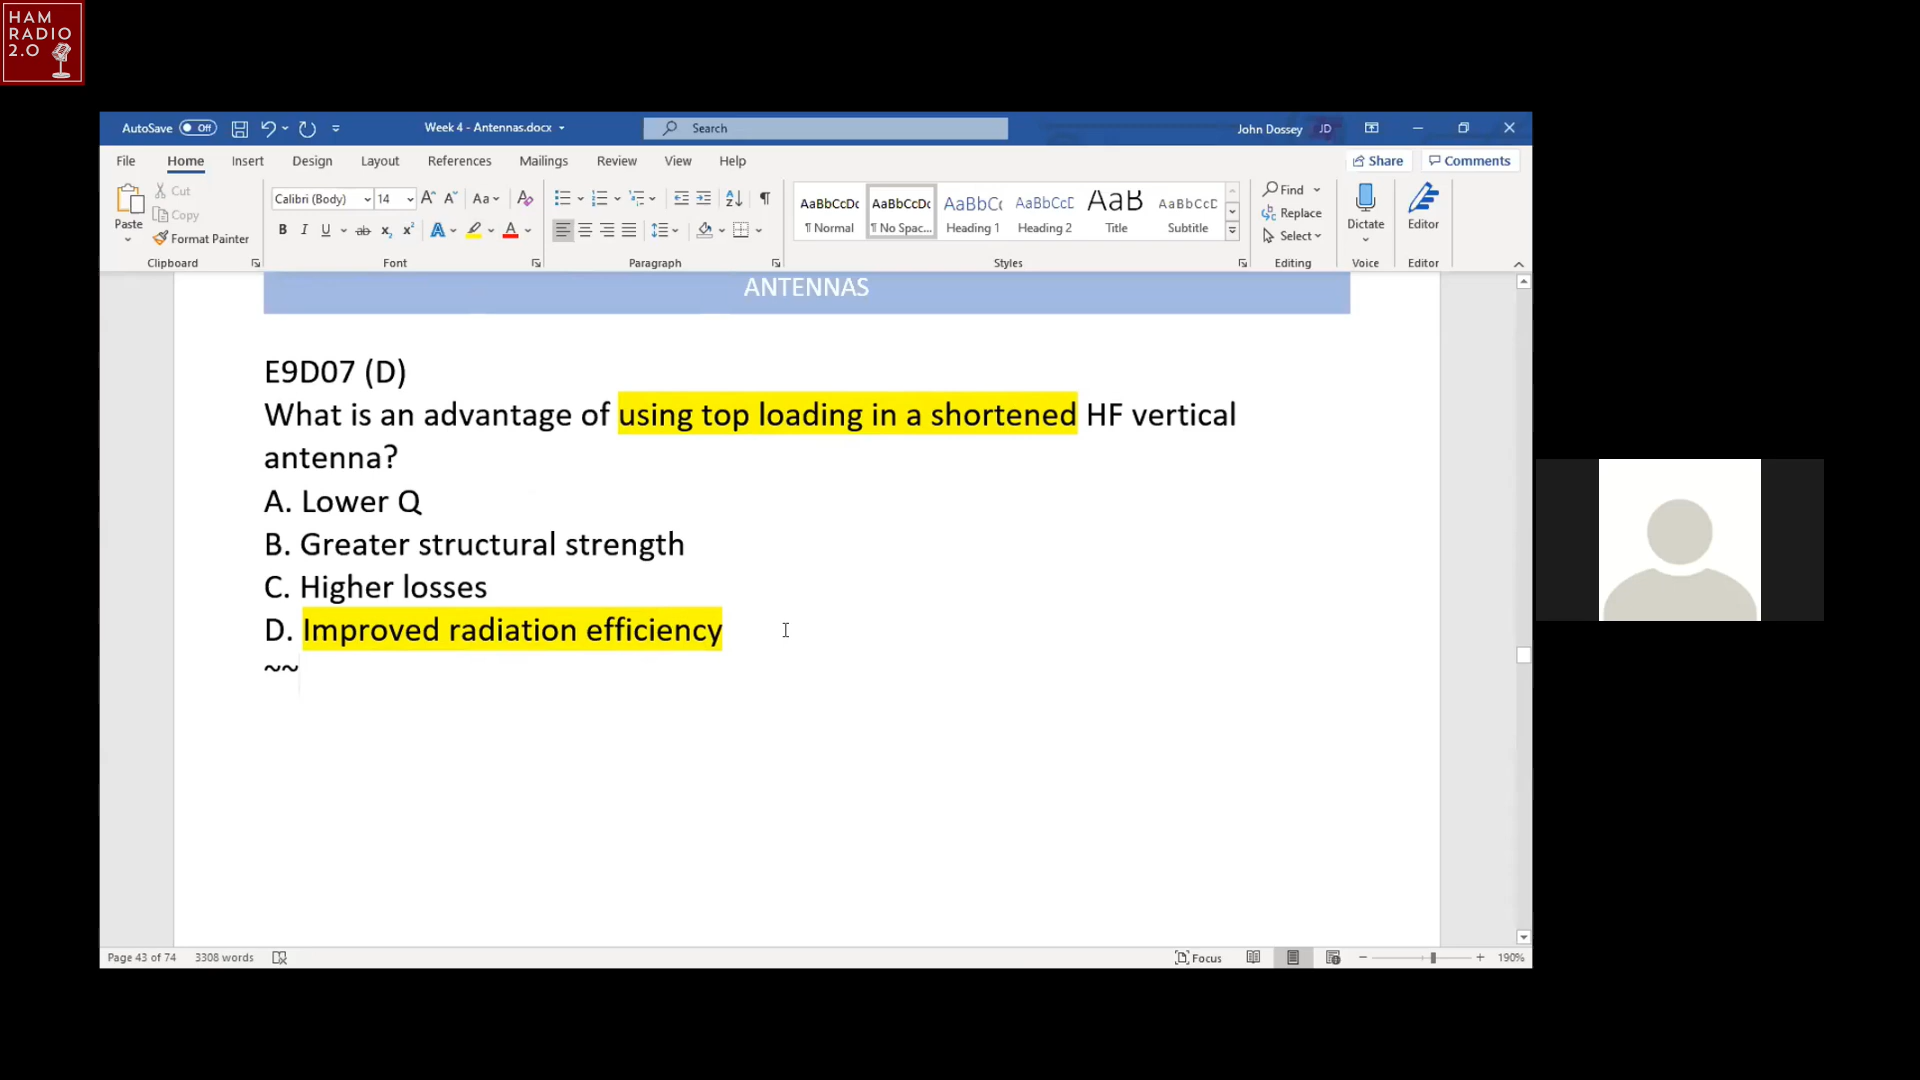 HAM
RADIO
2.0
AutoSave Off
Week 4 - Antennas.docx
Search
John Dossey JD
File Home Insert Design Layout References Mailings Review View Help
Share Comments
Paste
Cut
Copy
Format Painter
Clipboard
Calibri (Body) 14
Font
Paragraph
AaBbCcDc ¶ Normal
AaBbCcDc ¶ No Spac...
AaBbCc Heading 1
AaBbCcD Heading 2
AaB Title
AaBbCcD Subtitle
Styles
Find
Replace
Select
Editing
Dictate
Voice
Editor
Editor
ANTENNAS
E9D07 (D)
What is an advantage of using top loading in a shortened HF vertical
antenna?
A. Lower Q
B. Greater structural strength
C. Higher losses
D. Improved radiation efficiency
~~
Page 43 of 74 3308 words
Focus
190%